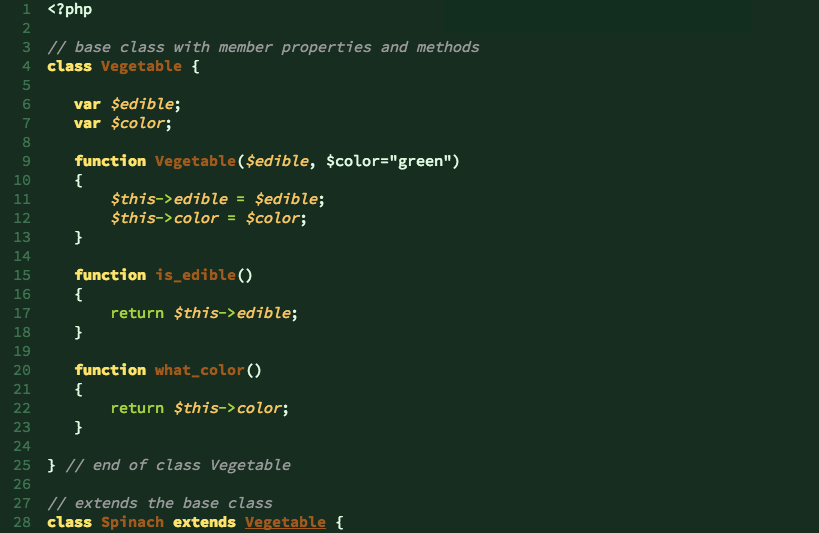 1 <?php
2
3 // base class with member properties and methods
4 class Vegetable {
5
6    var $edible;
7    var $color;
8
9    function Vegetable($edible, $color="green")
10    {
11        $this->edible = $edible;
12        $this->color = $color;
13    }
14
15    function is_edible()
16    {
17        return $this->edible;
18    }
19
20    function what_color()
21    {
22        return $this->color;
23    }
24
25 } // end of class Vegetable
26
27 // extends the base class
28 class Spinach extends Vegetable {